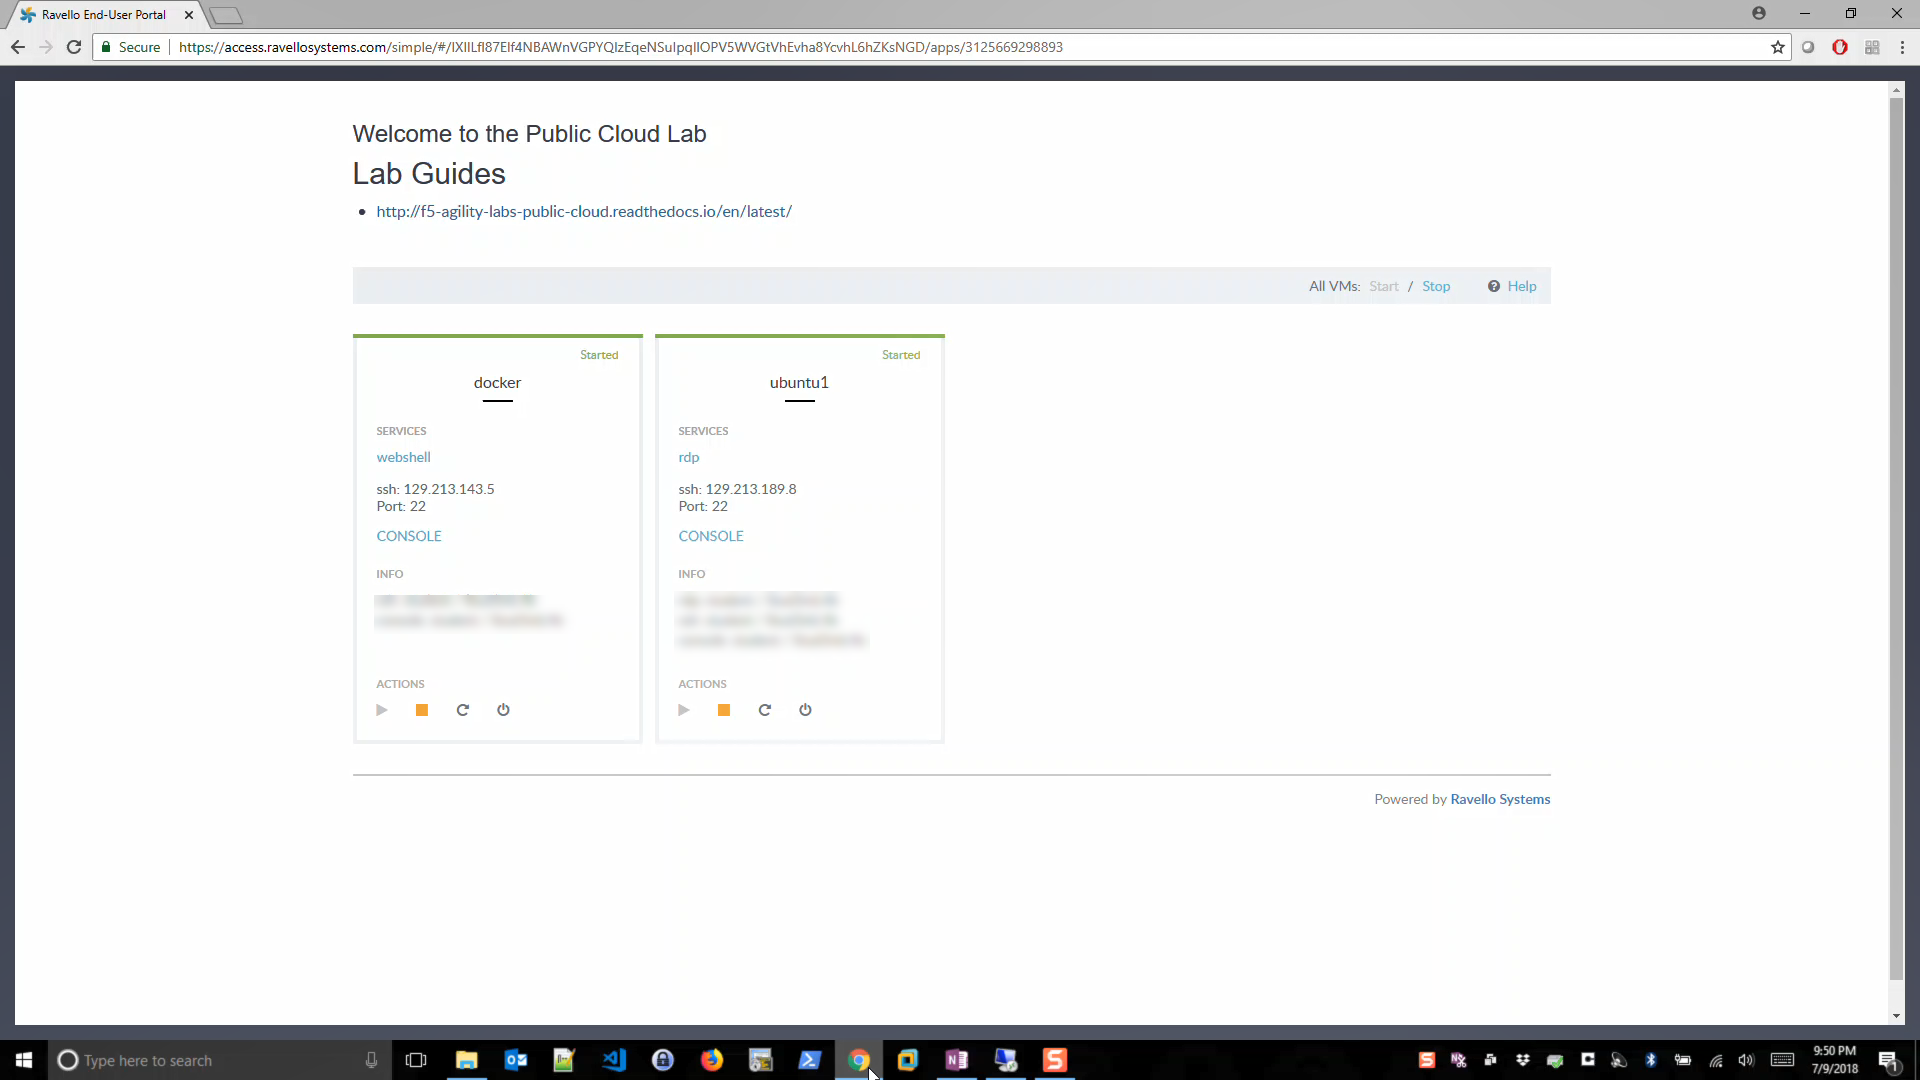 Ravello End-User Portal
Secure
https://access.ravellosystems.com/simple/#/IXIILfl87Elf4NBAWnVGPYQIzEqeNSuIpqIIOPV5WVGtVhEvha8YcvhL6hZKsNGD/apps/3125669298893
Welcome to the Public Cloud Lab
Lab Guides
http://f5-agility-labs-public-cloud.readthedocs.io/en/latest/
All VMs: Start / Stop Help
Started
docker
SERVICES
webshell
ssh: 129.213.143.5
Port: 22
CONSOLE
INFO
ACTIONS
Started
ubuntu1
SERVICES
rdp
ssh: 129.213.189.8
Port: 22
CONSOLE
INFO
ACTIONS
Powered by Ravello Systems
Type here to search
9:50 PM
7/9/2018